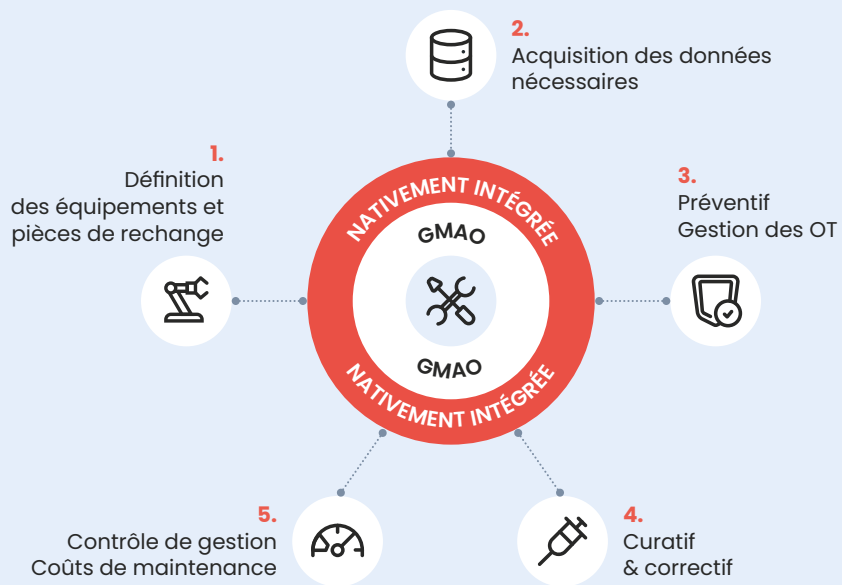 1.
Définition
des équipements et
pièces de rechange
2.
Acquisition des données
nécessaires
3.
Préventif
Gestion des OT
4.
Curatif
& correctif
5.
Contrôle de gestion
Coûts de maintenance
NATIVEMENT INTÉGRÉE
GMAO
GMAO
NATIVEMENT INTÉGRÉE